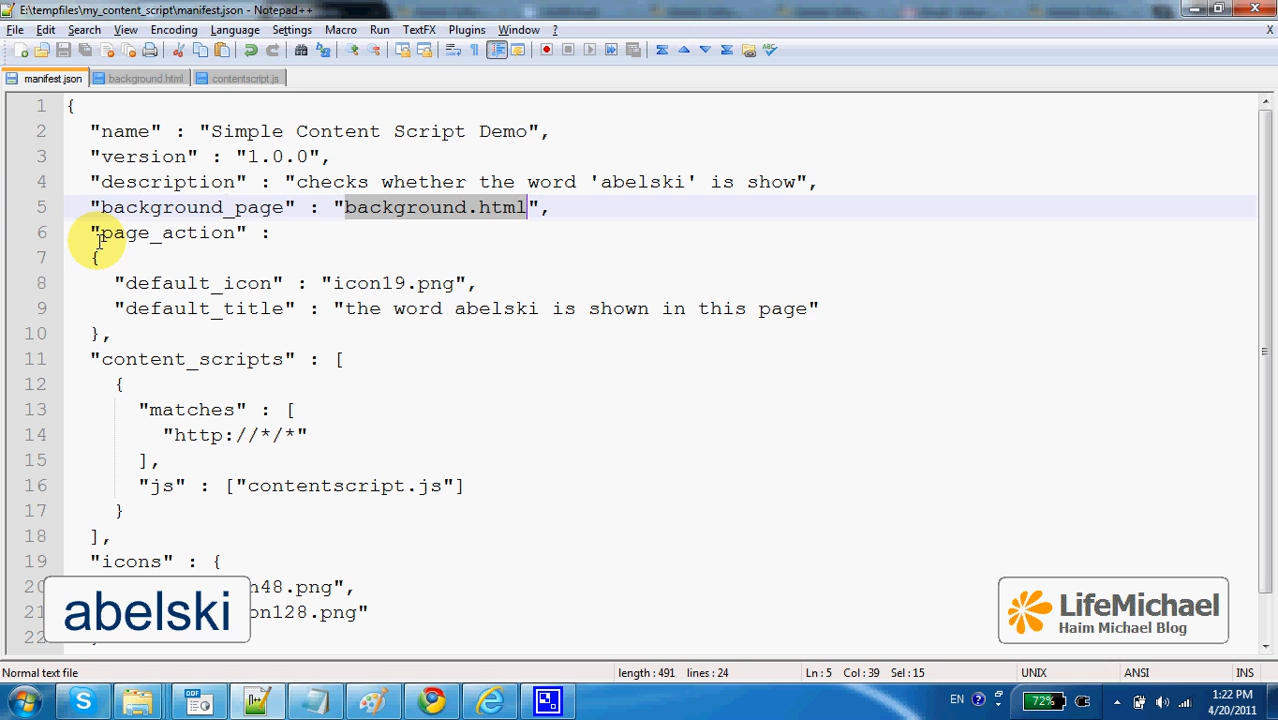 E:\tempfiles\my_content_script\manifest.json - Notepad++
File Edit Search View Encoding Language Settings Macro Run TextFX Plugins Window ? X
manifest.json background.html contentscript.js
1 {
2 "name" : "Simple Content Script Demo",
3 "version" : "1.0.0",
4 "description" : "checks whether the word 'abelski' is show",
5 "background_page" : "background.html",
6 "page_action" :
7 {
8 "default_icon" : "icon19.png",
9 "default_title" : "the word abelski is shown in this page"
10 },
11 "content_scripts" : [
12 {
13 "matches" : [
14 "http://*/*"
15 ],
16 "js" : ["contentscript.js"]
17 }
18 ],
19 "icons" : {
20 n48.png",
21 on128.png"
22
abelski
LifeMichael
Haim Michael Blog
Normal text file length : 491 lines : 24 Ln : 5 Col : 39 Sel : 15 UNIX ANSI INS
EN 72% 1:22 PM
4/20/2011